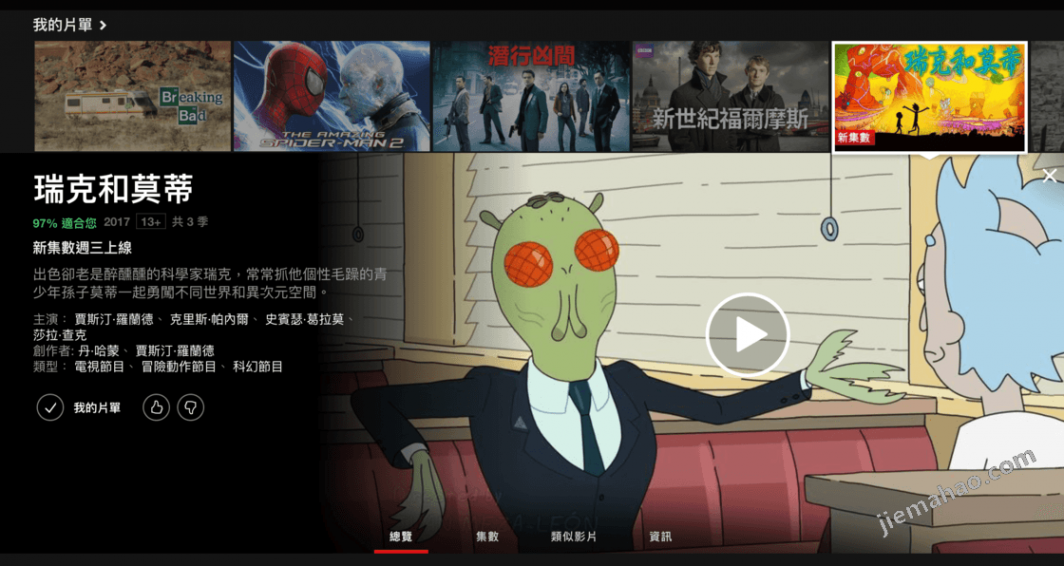 我的片單
Breaking
Bad
THE AMAZING
SPIDER-MAN 2
潛行凶間
BBC
新世紀福爾摩斯
瑞克和莫蒂
新集數
瑞克和莫蒂
97% 適合您 2017 13+ 共 3 季
新集數週三上線
出色卻老是醉醺醺的科學家瑞克，常常抓他個性毛躁的青
少年孫子莫蒂一起勇闖不同世界和異次元空間。
主演： 賈斯汀·羅蘭德、 克里斯·帕內爾、 史賓瑟·葛拉莫、
莎拉·查克
創作者: 丹·哈蒙、 賈斯汀·羅蘭德
類型： 電視節目、 冒險動作節目、 科幻節目
我的片單
jiemahao.com
總覽 集數 類似影片 資訊